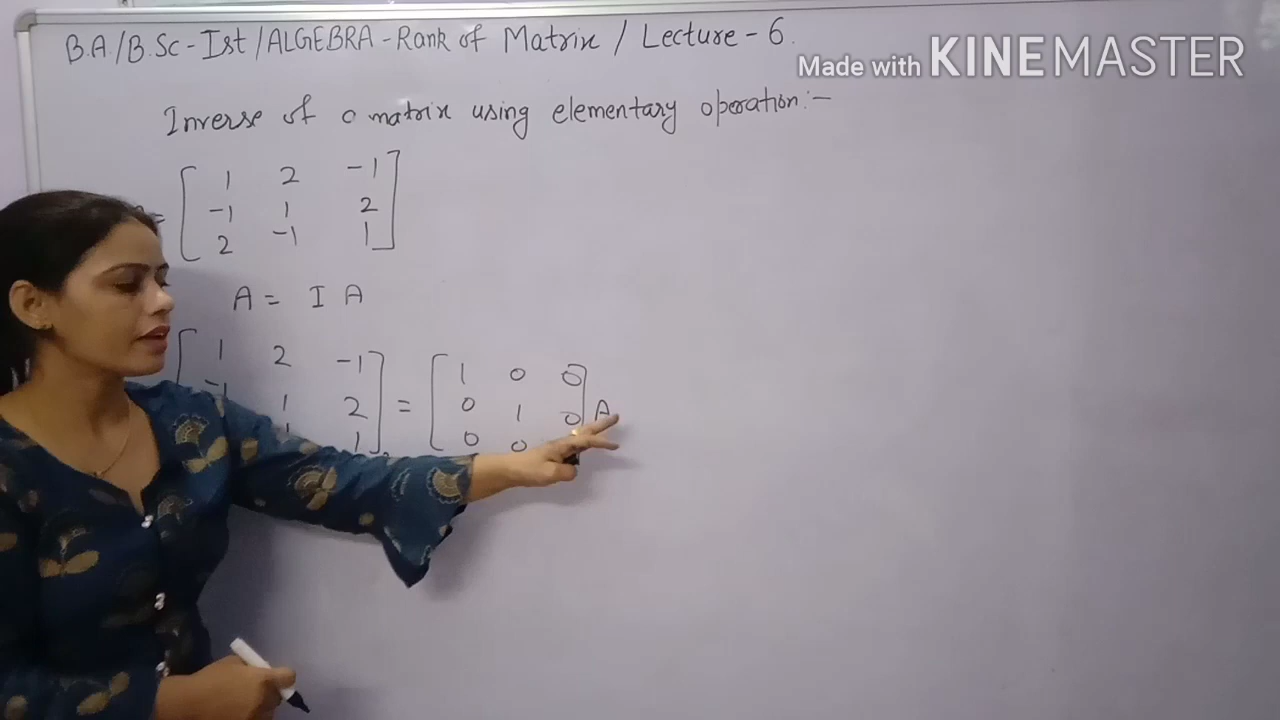 B.A/B.Sc-Ist/ALGEBRA-Rank of Matrix/Lecture-6.
Made with KINEMASTER
Inverse of a matrix using elementary operation:-
= [ 1 2 -1
-1 1 2
2 -1 1 ]
A = I A
[ 1 2 -1
1 2
1 ] = [ 1 0 0
0 1 0
0 0 ] A